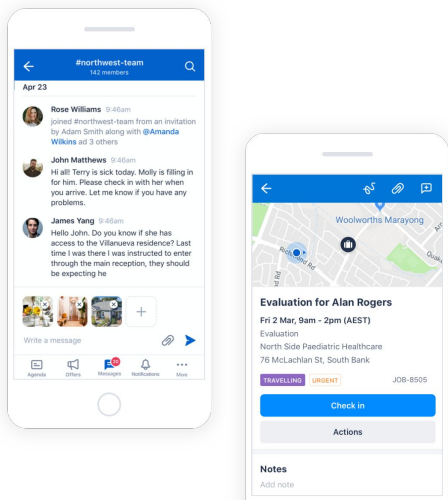 #northwest-team
142 members
Apr 23
Rose Williams 9:46am
joined #northwest-team from an invitation
by Adam Smith along with @Amanda
Wilkins ad 3 others
John Matthews 9:46am
Hi all! Terry is sick today. Molly is filling in
for him. Please check in with her when
you arrive. Let me know if you have any
problems.
James Yang 9:46am
Hello John. Do you know if she has
access to the Villanueva residence? Last
time I was there I was instructed to enter
through the main reception, they should
be expecting he
Write a message
20
Agenda
Offers
Messages
Notifications
More
Woolworths Marayong
Richmond Rd
Rd
Quak
Evaluation for Alan Rogers
Fri 2 Mar, 9am - 2pm (AEST)
Evaluation
North Side Paediatric Healthcare
76 McLachlan St, South Bank
TRAVELLING URGENT JOB-8505
Check in
Actions
Notes
Add note